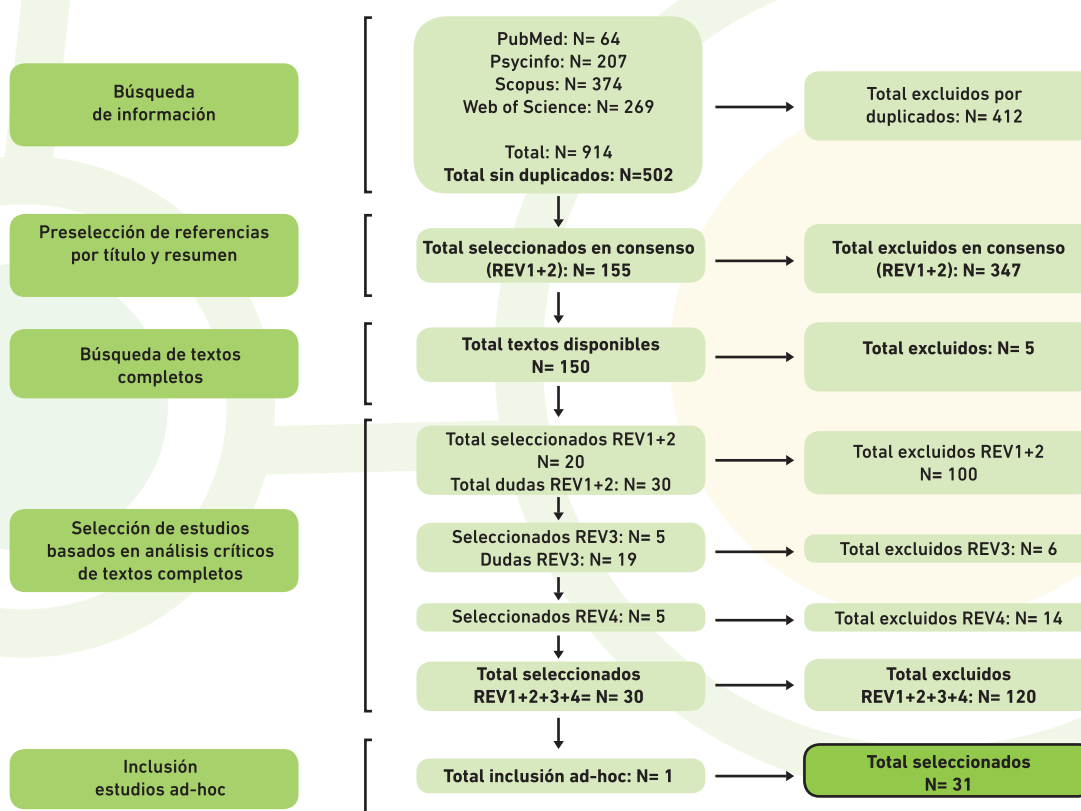 Búsqueda
de información
PubMed: N= 64
Psycinfo: N= 207
Scopus: N= 374
Web of Science: N= 269
Total: N= 914
Total sin duplicados: N=502
Total excluidos por
duplicados: N= 412
Preselección de referencias
por título y resumen
Total seleccionados en consenso
(REV1+2): N= 155
Total excluidos en consenso
(REV1+2): N= 347
Búsqueda de textos
completos
Total textos disponibles
N= 150
Total excluidos: N= 5
Selección de estudios
basados en análisis críticos
de textos completos
Total seleccionados REV1+2
N= 20
Total dudas REV1+2: N= 30
Total excluidos REV1+2
N= 100
Seleccionados REV3: N= 5
Dudas REV3: N= 19
Total excluidos REV3: N= 6
Seleccionados REV4: N= 5
Total excluidos REV4: N= 14
Total seleccionados
REV1+2+3+4= N= 30
Total excluidos
REV1+2+3+4: N= 120
Inclusión
estudios ad-hoc
Total inclusión ad-hoc: N= 1
Total seleccionados
N= 31